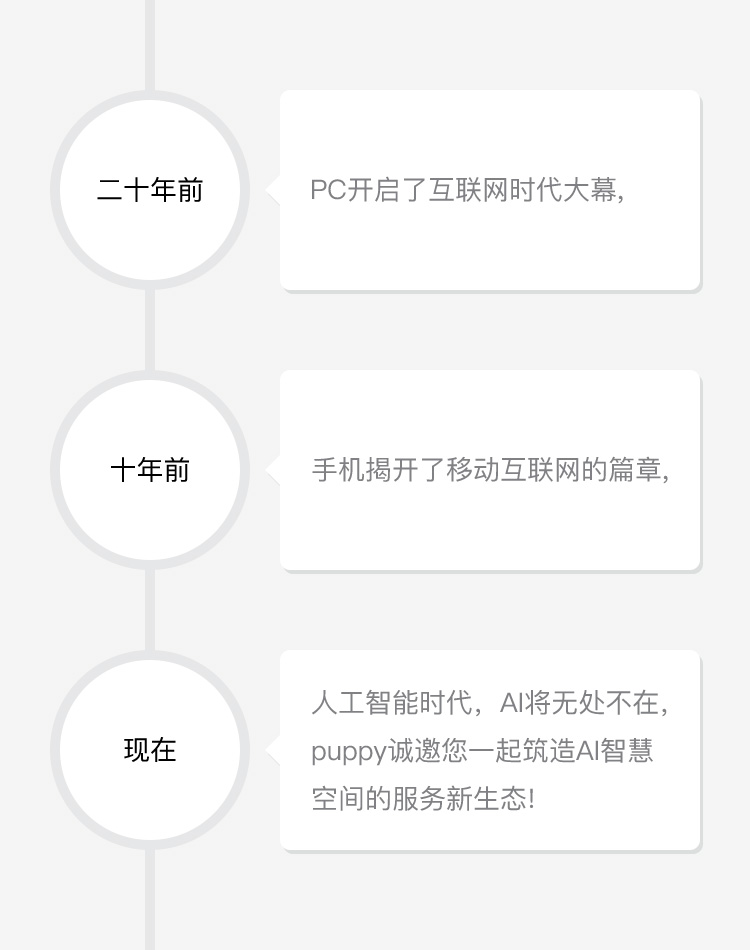 二十年前
PC开启了互联网时代大幕,
十年前
手机揭开了移动互联网的篇章,
现在
人工智能时代，AI将无处不在,
puppy诚邀您一起筑造AI智慧
空间的服务新生态!